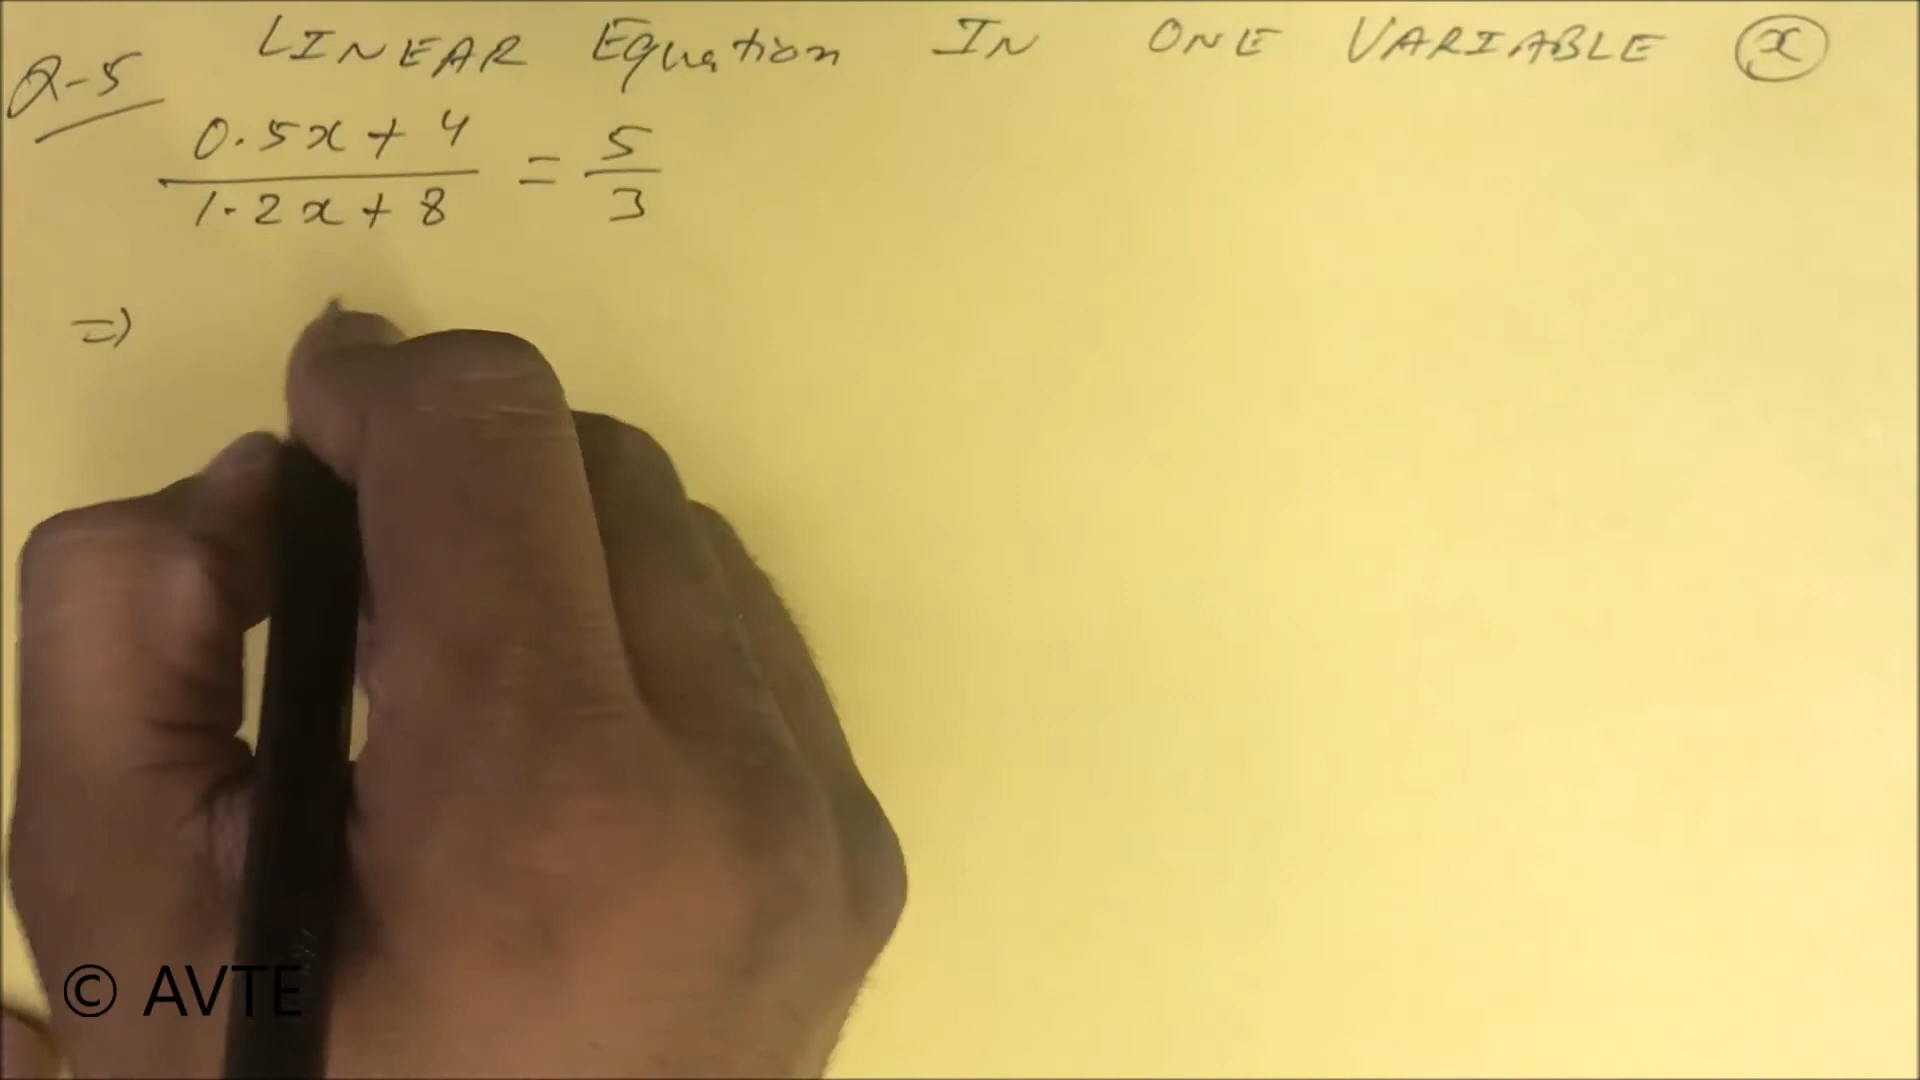 LINEAR Equation IN ONE VARIABLE x
Q-5
0.5x + 4 / 1.2x + 8 = 5 / 3
=)
© AVTE